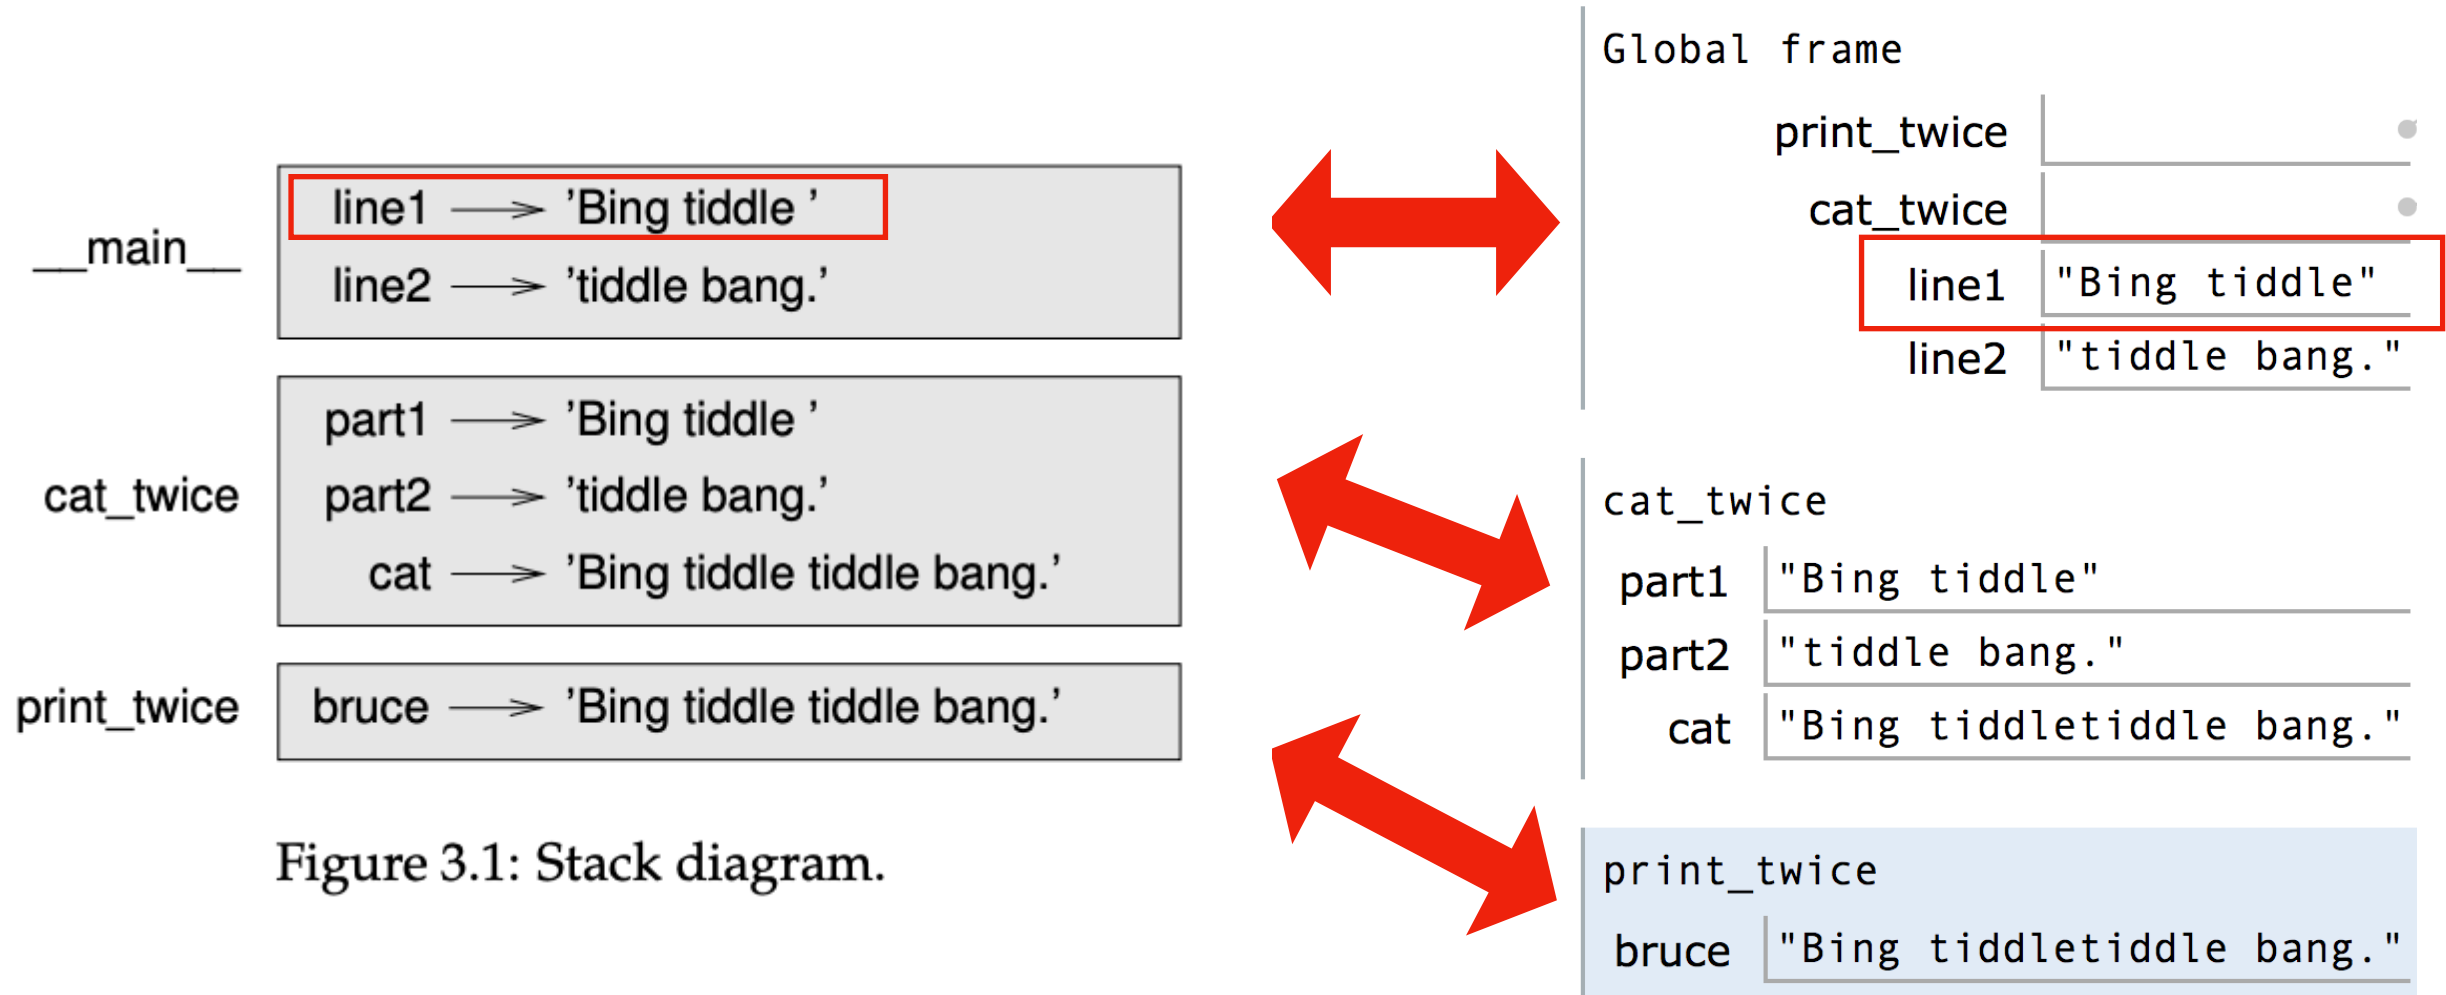 __main__
line1 ’Bing tiddle ’
line2 ’tiddle bang.’
cat_twice
part1 ’Bing tiddle ’
part2 ’tiddle bang.’
cat ’Bing tiddle tiddle bang.’
print_twice
bruce ’Bing tiddle tiddle bang.’
Figure 3.1: Stack diagram.
Global frame
print_twice
cat_twice
line1 "Bing tiddle"
line2 "tiddle bang."
cat_twice
part1 "Bing tiddle"
part2 "tiddle bang."
cat "Bing tiddletiddle bang."
print_twice
bruce "Bing tiddletiddle bang."